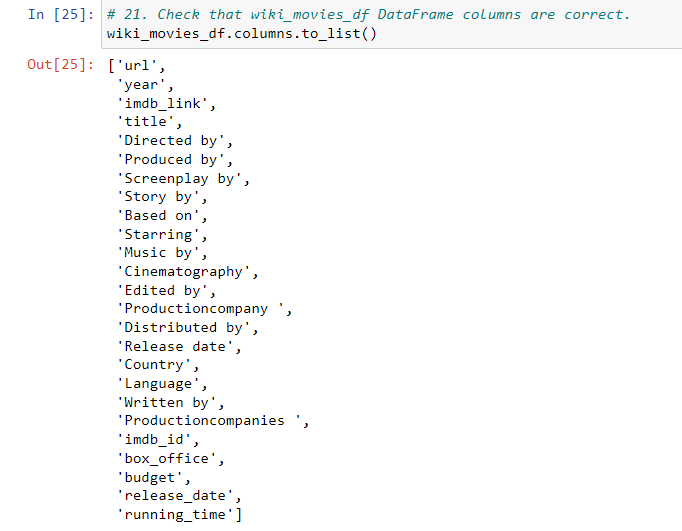 In [25]: # 21. Check that wiki_movies_df DataFrame columns are correct.
wiki_movies_df.columns.to_list()
Out[25]: ['url',
'year',
'imdb_link',
'title',
'Directed by',
'Produced by',
'Screenplay by',
'Story by',
'Based on',
'Starring',
'Music by',
'Cinematography',
'Edited by',
'Productioncompany ',
'Distributed by',
'Release date',
'Country',
'Language',
'Written by',
'Productioncompanies ',
'imdb_id',
'box_office',
'budget',
'release_date',
'running_time']